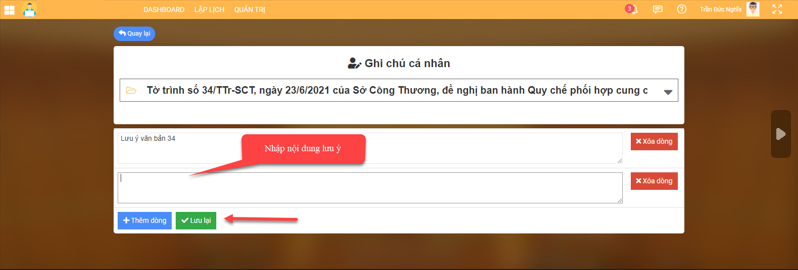 DASHBOARD LẬP LỊCH QUẢN TRỊ 3 Trần Đức Nghĩa
Quay lại
Ghi chú cá nhân
Tờ trình số 34/TTr-SCT, ngày 23/6/2021 của Sở Công Thương, đề nghị ban hành Quy chế phối hợp cung c
Lưu ý văn bản 34
Xóa dòng
Nhập nội dung lưu ý
Xóa dòng
Thêm dòng Lưu lại